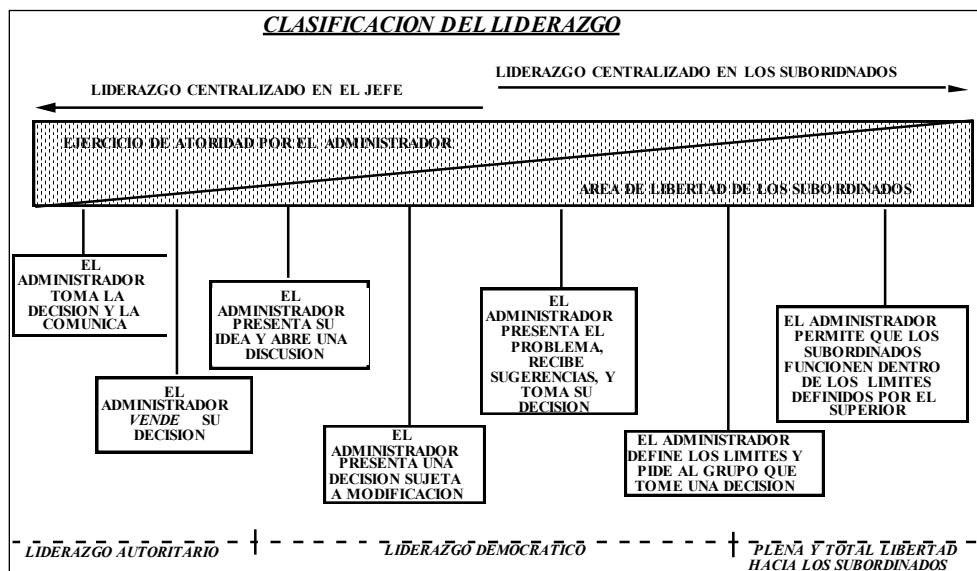 CLASIFICACION DEL LIDERAZGO
LIDERAZGO CENTRALIZADO EN EL JEFE
LIDERAZGO CENTRALIZADO EN LOS SUBORIDNADOS
EJERCICIO DE ATORIDAD POR EL ADMINISTRADOR
AREA DE LIBERTAD DE LOS SUBORDINADOS
EL
ADMINISTRADOR
TOMA LA
DECISION Y LA
COMUNICA
EL
ADMINISTRADOR
VENDE SU
DECISION
EL
ADMINISTRADOR
PRESENTA SU
IDEA Y ABRE UNA
DISCUSION
EL
ADMINISTRADOR
PRESENTA UNA
DECISION SUJETA
A MODIFICACION
EL
ADMINISTRADOR
PRESENTA EL
PROBLEMA,
RECIBE
SUGERENCIAS, Y
TOMA SU
DECISION
EL ADMINISTRADOR
DEFINE LOS LIMITES Y
PIDE AL GRUPO QUE
TOME UNA DECISION
EL ADMINISTRADOR
PERMITE QUE LOS
SUBORDINADOS
FUNCIONEN DENTRO
DE LOS LIMITES
DEFINIDOS POR EL
SUPERIOR
LIDERAZGO AUTORITARIO
LIDERAZGO DEMOCRATICO
PLENA Y TOTAL LIBERTAD
HACIA LOS SUBORDINADOS